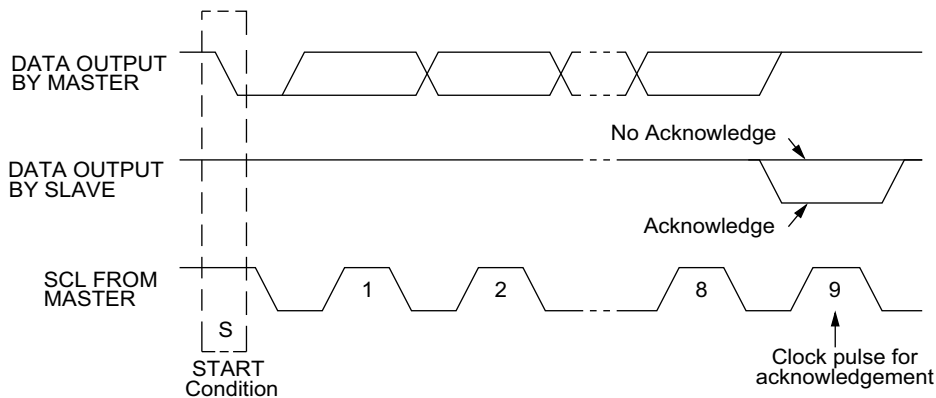 DATA OUTPUT
BY MASTER
No Acknowledge
DATA OUTPUT
BY SLAVE
Acknowledge
SCL FROM
MASTER
1
2
8
9
S
START
Condition
Clock pulse for
acknowledgement